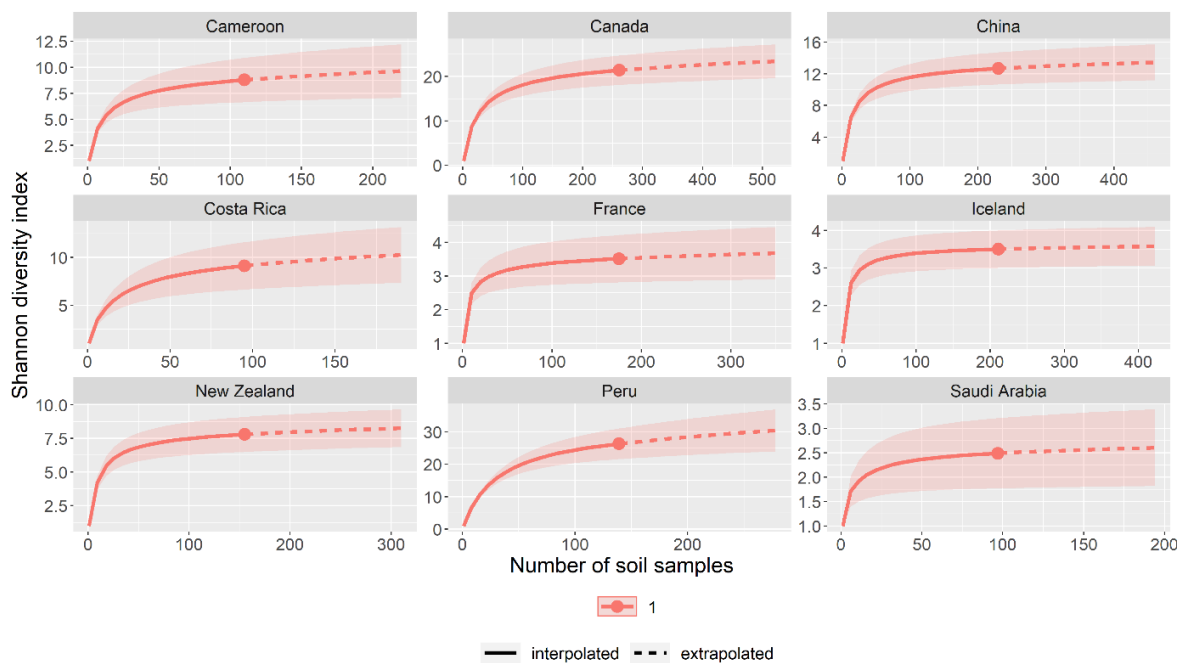 Shannon diversity index
Cameroon
12.5
10.0
7.5
5.0
2.5
0 50 100 150 200
Canada
20
10
0
0 100 200 300 400 500
China
16
12
8
4
0 100 200 300 400
Costa Rica
10
5
0 50 100 150
France
4
3
2
1
0 100 200 300
Iceland
4
3
2
1
0 100 200 300 400
New Zealand
10.0
7.5
5.0
2.5
0 100 200 300
Peru
30
20
10
0
0 100 200
Saudi Arabia
3.5
3.0
2.5
2.0
1.5
1.0
0 50 100 150 200
Number of soil samples
1
interpolated extrapolated